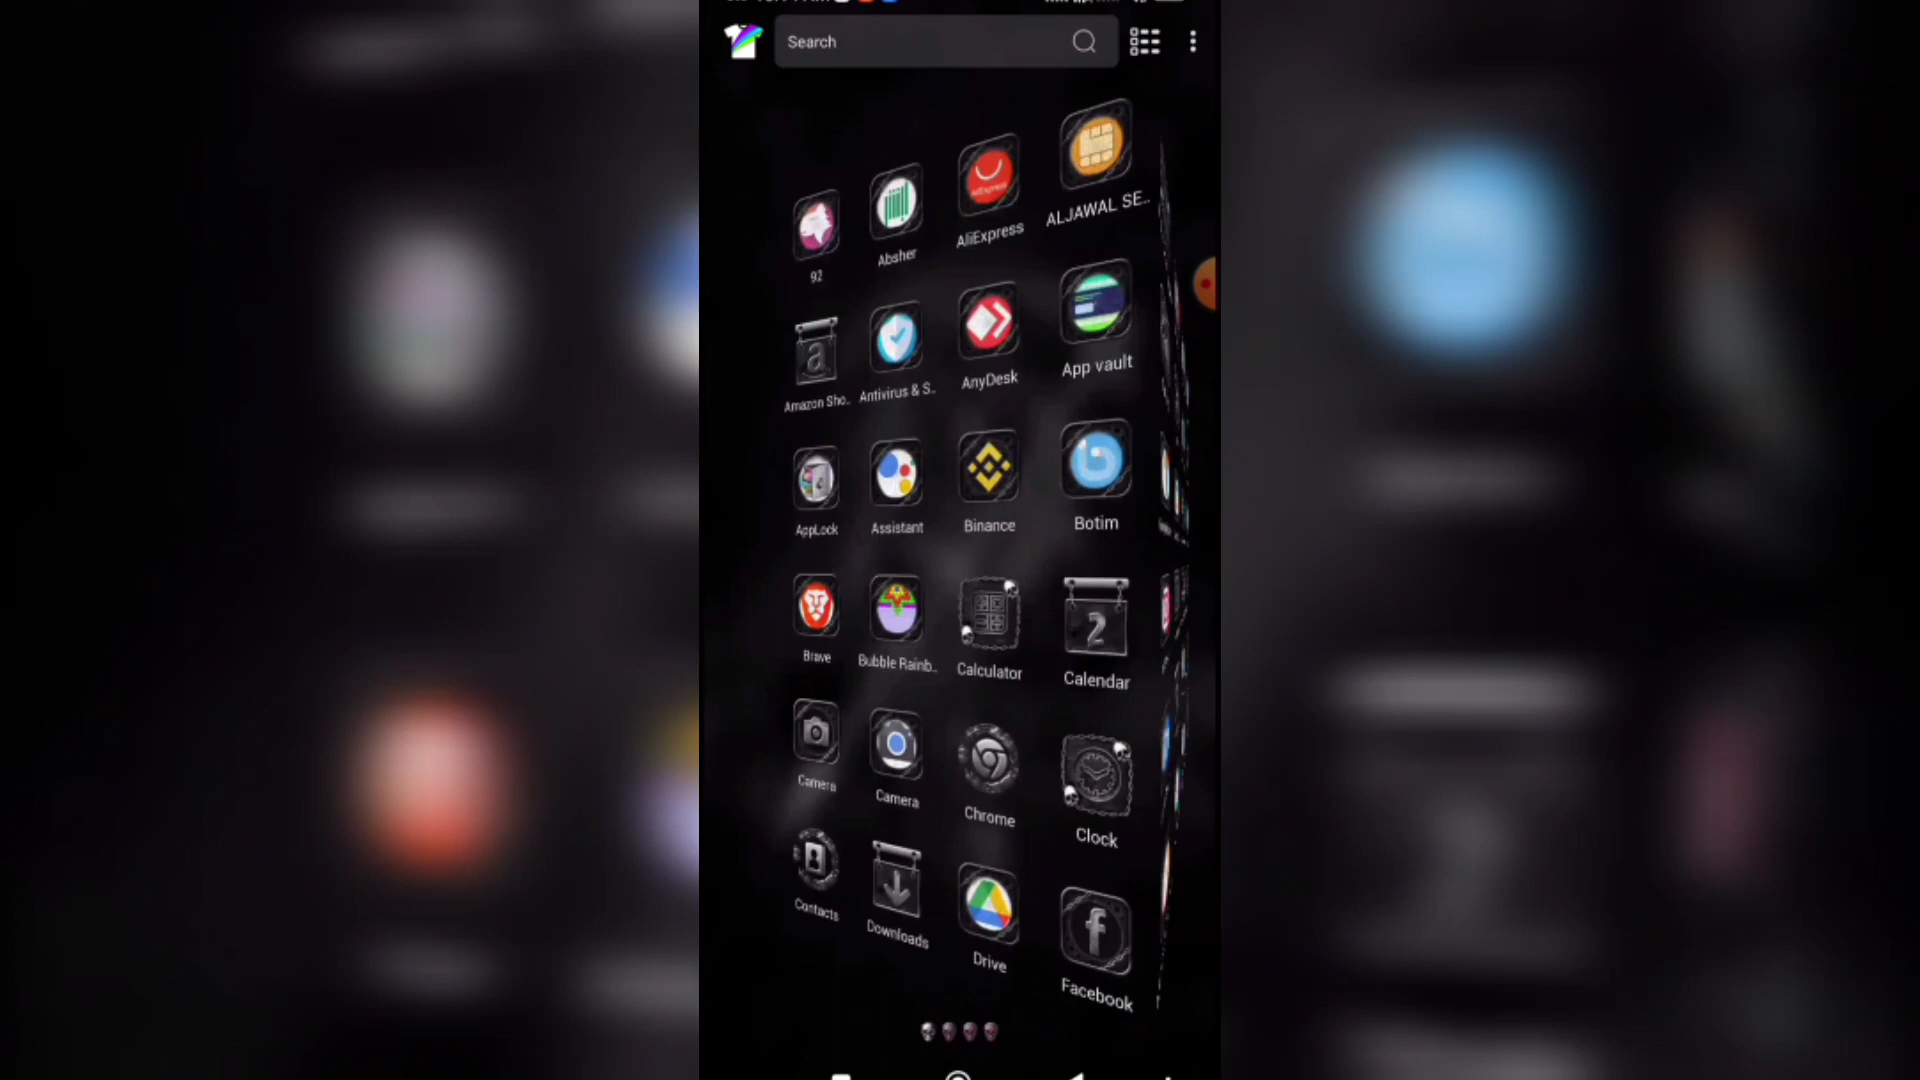 Search
92
Absher
AliExpress
ALJAWAL SE..
Amazon Sho..
Antivirus & S..
AnyDesk
App vault
AppLock
Assistant
Binance
Botim
Brave
Bubble Rainb..
Calculator
2
Calendar
Camera
Camera
Chrome
Clock
Contacts
Downloads
Drive
Facebook